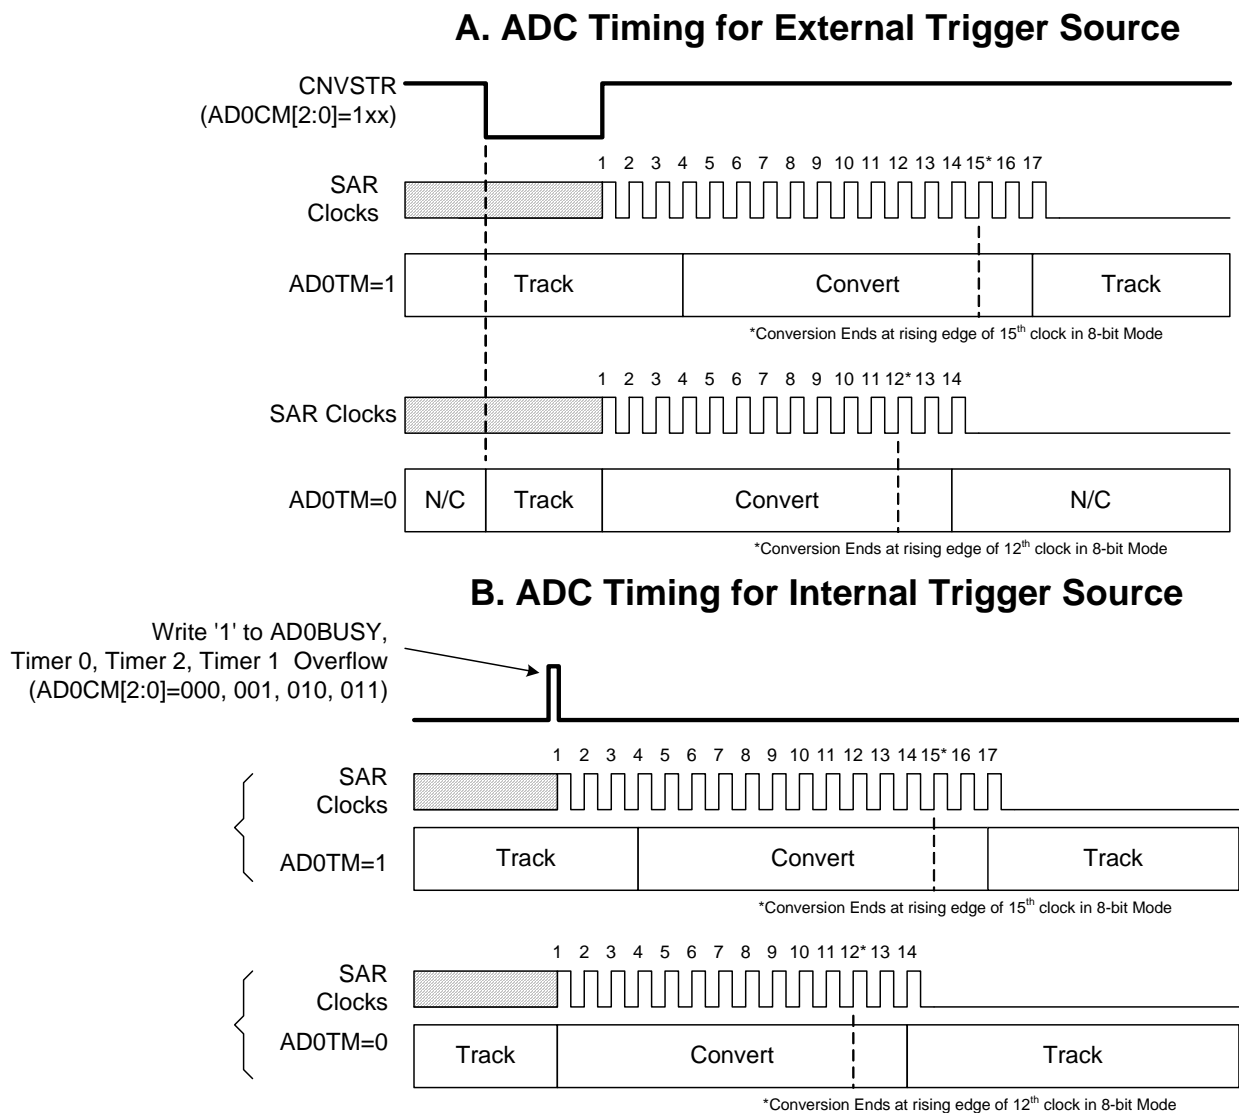 A. ADC Timing for External Trigger Source
CNVSTR
(AD0CM[2:0]=1xx)
1 2 3 4 5 6 7 8 9 10 11 12 13 14 15* 16 17
SAR
Clocks
AD0TM=1 Track Convert Track
*Conversion Ends at rising edge of 15th clock in 8-bit Mode
1 2 3 4 5 6 7 8 9 10 11 12* 13 14
SAR Clocks
AD0TM=0 N/C Track Convert N/C
*Conversion Ends at rising edge of 12th clock in 8-bit Mode
B. ADC Timing for Internal Trigger Source
Write '1' to AD0BUSY,
Timer 0, Timer 2, Timer 1 Overflow
(AD0CM[2:0]=000, 001, 010, 011)
1 2 3 4 5 6 7 8 9 10 11 12 13 14 15* 16 17
SAR
Clocks
AD0TM=1 Track Convert Track
*Conversion Ends at rising edge of 15th clock in 8-bit Mode
1 2 3 4 5 6 7 8 9 10 11 12* 13 14
SAR
Clocks
AD0TM=0 Track Convert Track
*Conversion Ends at rising edge of 12th clock in 8-bit Mode